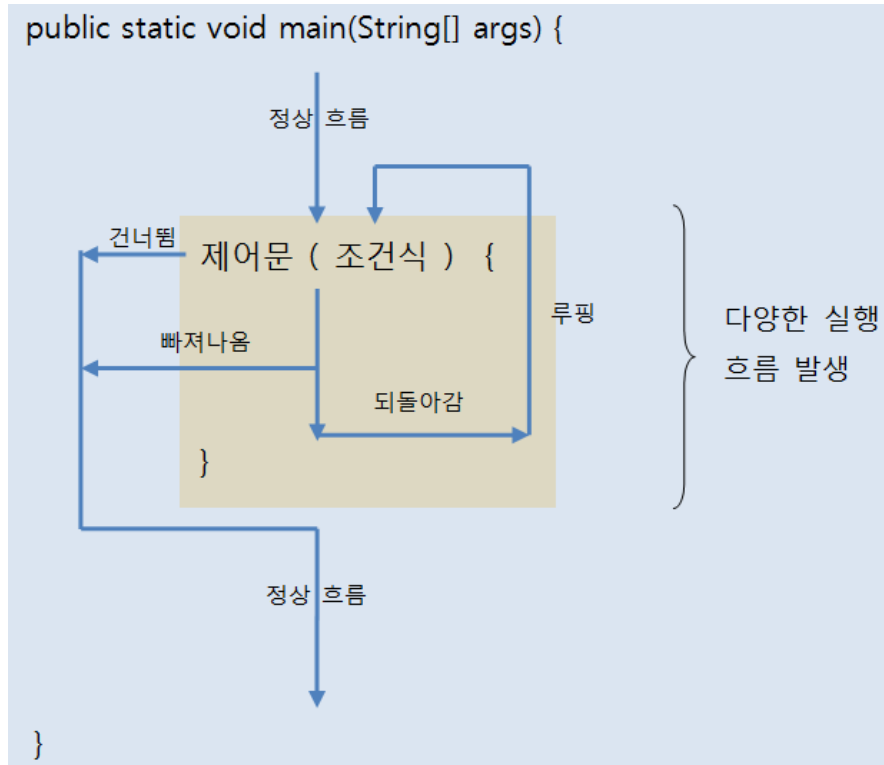 public static void main(String[] args) {
정상 흐름
건너뜀
제어문 ( 조건식 ) {
루핑
다양한 실행
빠져나옴
흐름 발생
되돌아감
}
정상 흐름
}